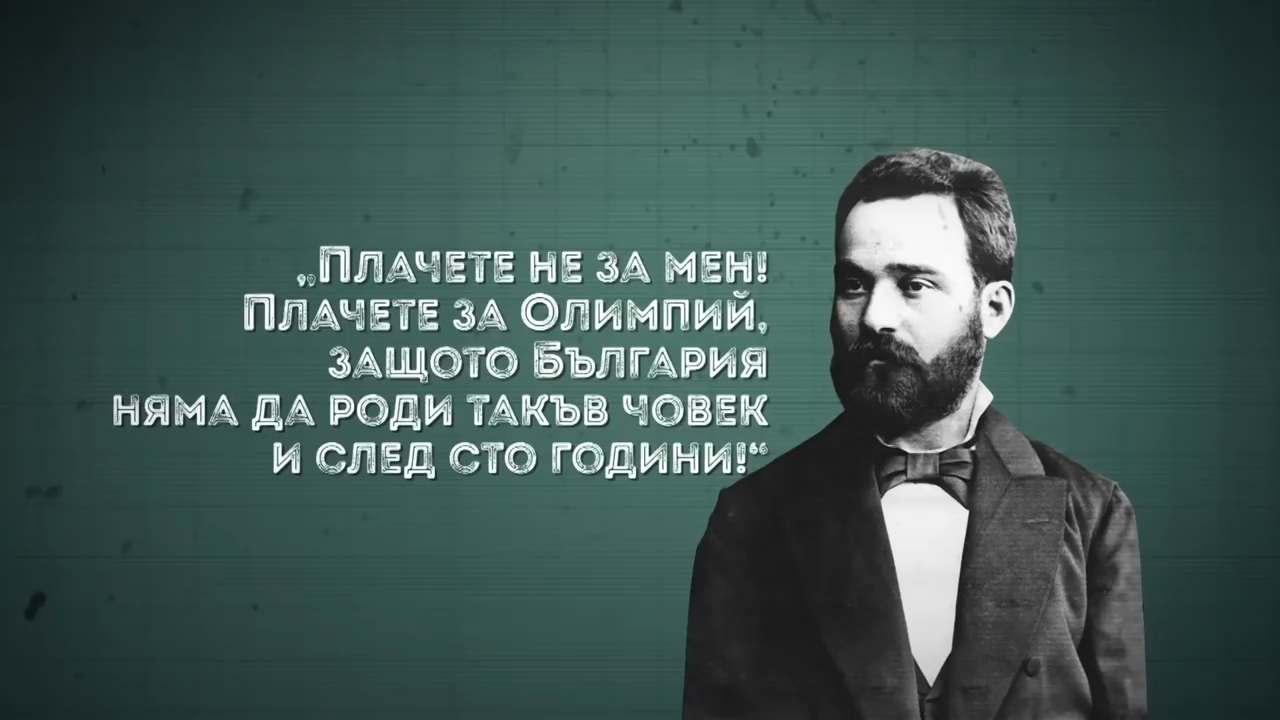 „Плачете не за мен!
Плачете за Олимпий,
защото България
няма да роди такъв човек
и след сто години!“